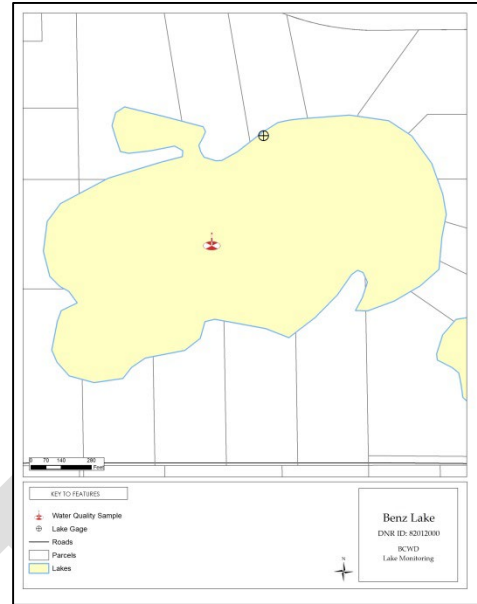 0 70 140 280
Feet
KEY TO FEATURES
Water Quality Sample
Lake Gage
Roads
Parcels
Lakes
N
Benz Lake
DNR ID: 82012000
BCWD
Lake Monitoring